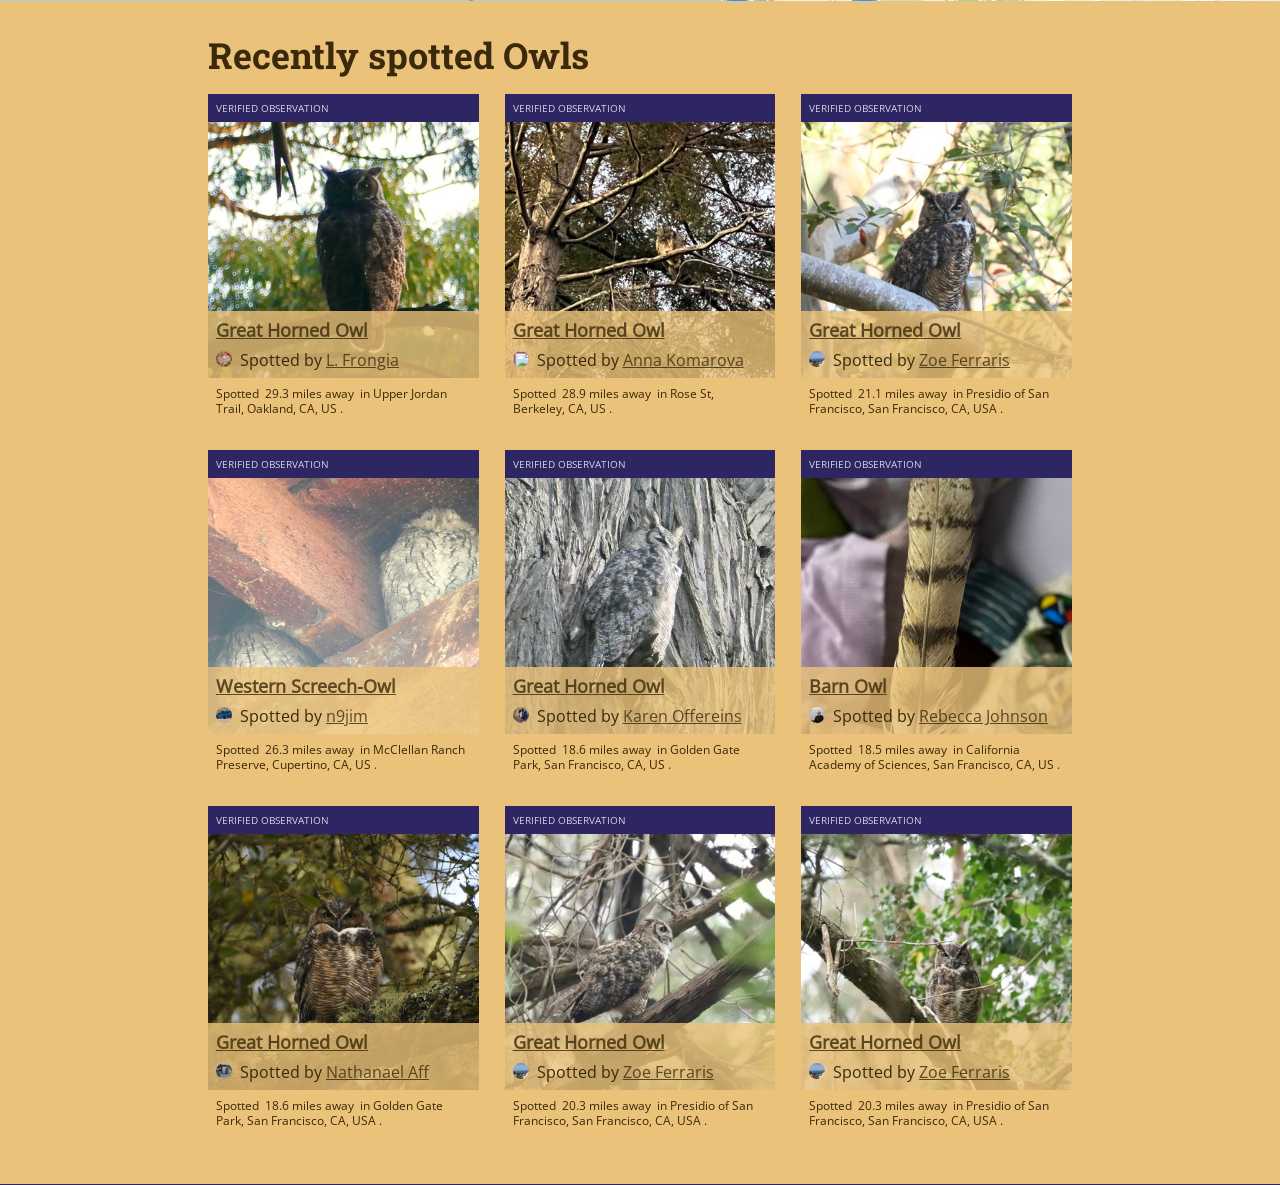 Recently spotted Owls
VERIFIED OBSERVATION
Great Horned Owl
Spotted by L. Frongia
Spotted 29.3 miles away in Upper Jordan
Trail, Oakland, CA, US .
VERIFIED OBSERVATION
Great Horned Owl
Spotted by Anna Komarova
Spotted 28.9 miles away in Rose St,
Berkeley, CA, US .
VERIFIED OBSERVATION
Great Horned Owl
Spotted by Zoe Ferraris
Spotted 21.1 miles away in Presidio of San
Francisco, San Francisco, CA, USA .
VERIFIED OBSERVATION
Western Screech-Owl
Spotted by n9jim
Spotted 26.3 miles away in McClellan Ranch
Preserve, Cupertino, CA, US .
VERIFIED OBSERVATION
Great Horned Owl
Spotted by Karen Offereins
Spotted 18.6 miles away in Golden Gate
Park, San Francisco, CA, US .
VERIFIED OBSERVATION
Barn Owl
Spotted by Rebecca Johnson
Spotted 18.5 miles away in California
Academy of Sciences, San Francisco, CA, US .
VERIFIED OBSERVATION
Great Horned Owl
Spotted by Nathanael Aff
Spotted 18.6 miles away in Golden Gate
Park, San Francisco, CA, USA .
VERIFIED OBSERVATION
Great Horned Owl
Spotted by Zoe Ferraris
Spotted 20.3 miles away in Presidio of San
Francisco, San Francisco, CA, USA .
VERIFIED OBSERVATION
Great Horned Owl
Spotted by Zoe Ferraris
Spotted 20.3 miles away in Presidio of San
Francisco, San Francisco, CA, USA .